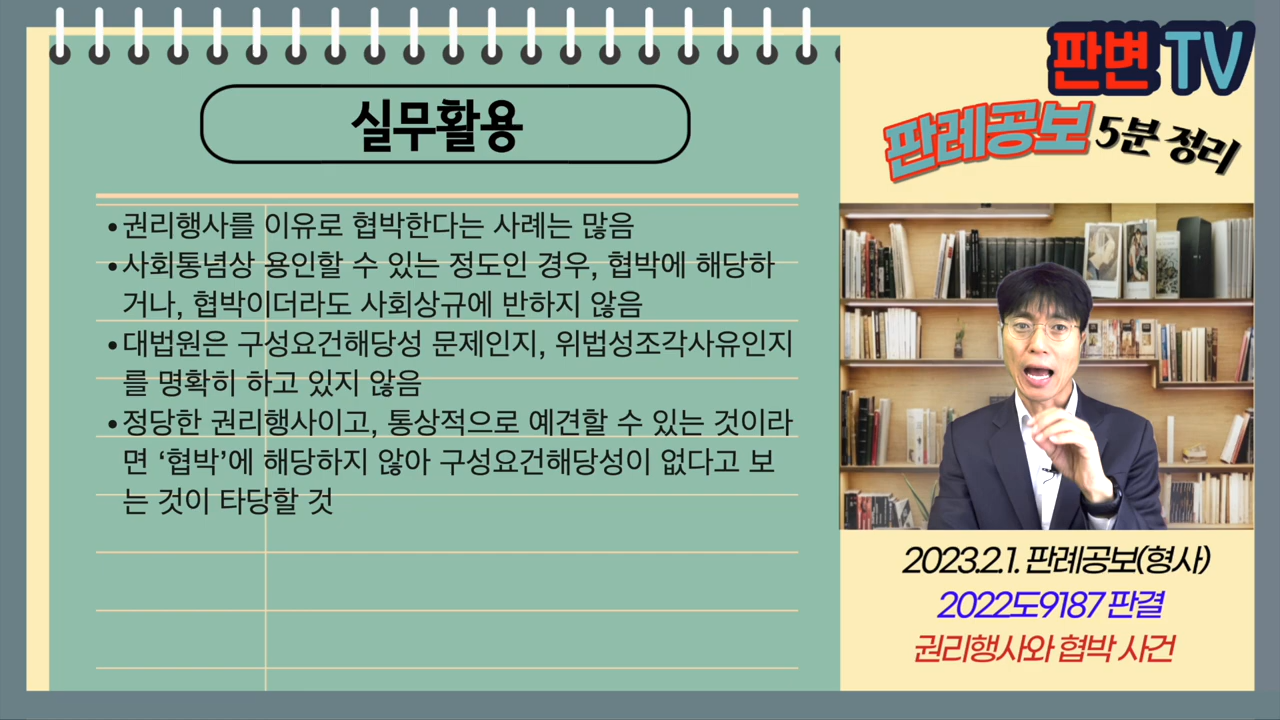 실무활용
•권리행사를 이유로 협박한다는 사례는 많음
•사회통념상 용인할 수 있는 정도인 경우, 협박에 해당하
거나, 협박이더라도 사회상규에 반하지 않음
•대법원은 구성요건해당성 문제인지, 위법성조각사유인지
를 명확히 하고 있지 않음
•정당한 권리행사이고, 통상적으로 예견할 수 있는 것이라
면 ‘협박’에 해당하지 않아 구성요건해당성이 없다고 보
는 것이 타당할 것
판변 TV
판례공보 5분 정리
2023.2.1. 판례공보(형사)
2022도9187 판결
권리행사와 협박 사건